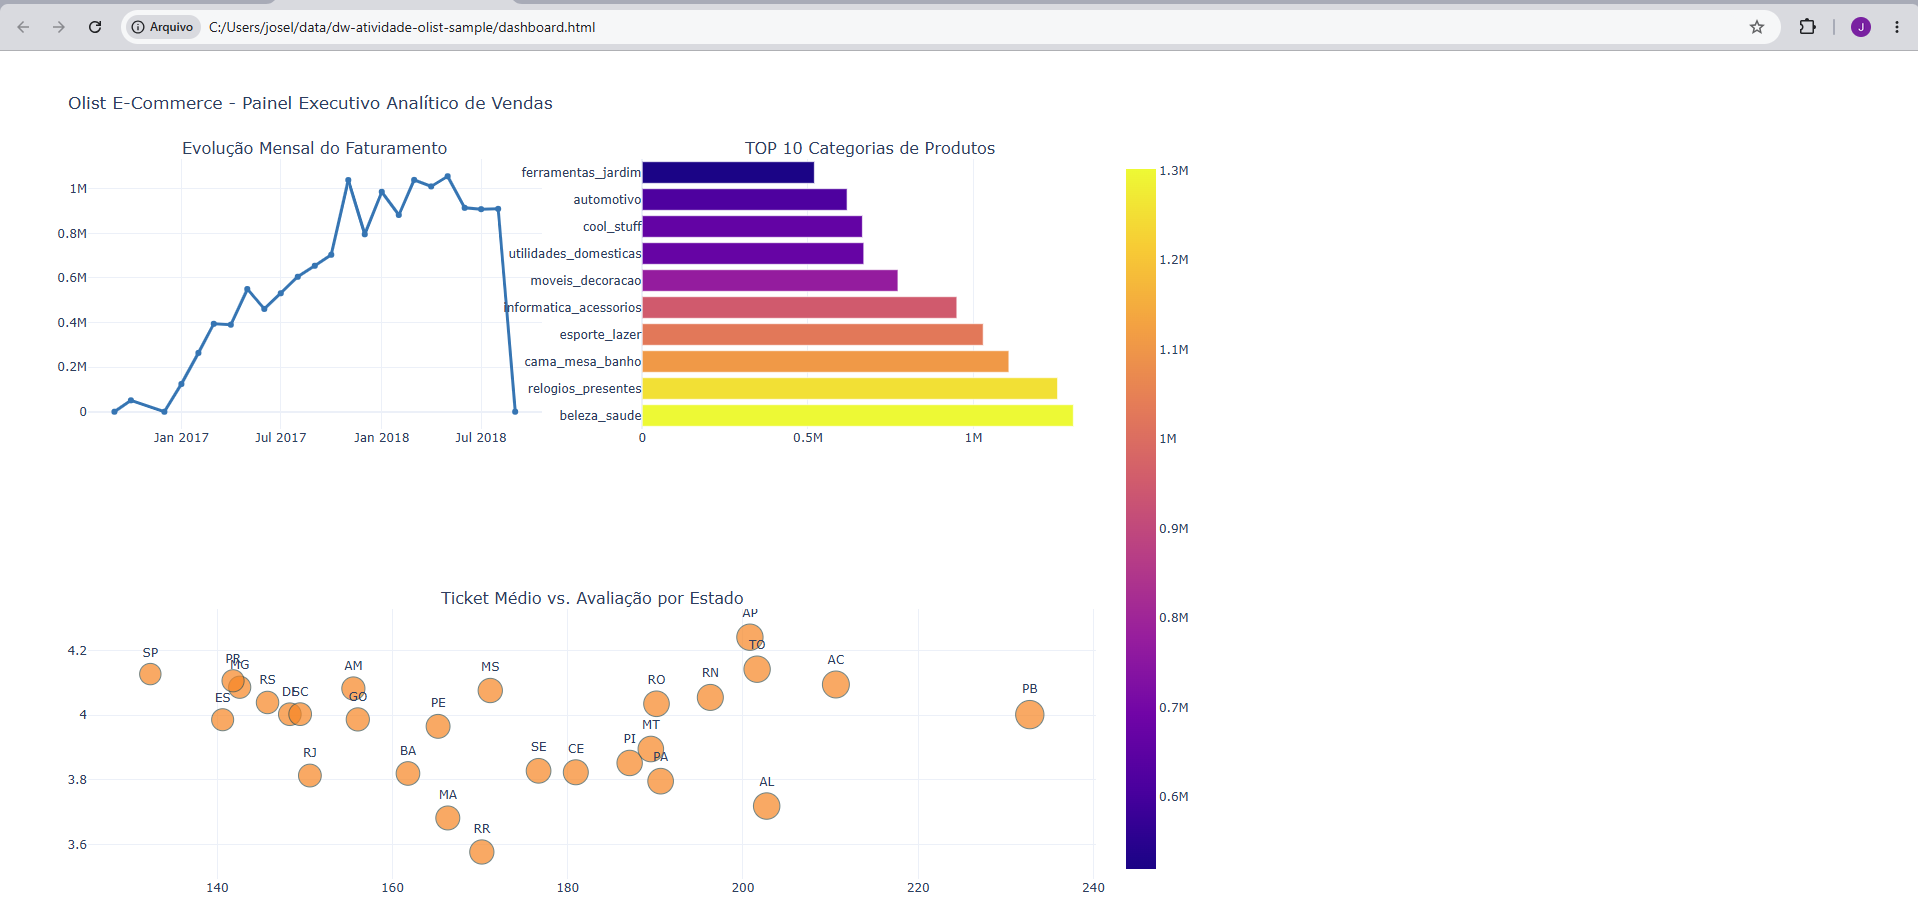 Arquivo C:/Users/josel/data/dw-atividade-olist-sample/dashboard.html J
Olist E-Commerce - Painel Executivo Analítico de Vendas
Evolução Mensal do Faturamento
1M
0.8M
0.6M
0.4M
0.2M
0
Jan 2017 Jul 2017 Jan 2018 Jul 2018
TOP 10 Categorias de Produtos
ferramentas_jardim
automotivo
cool_stuff
utilidades_domesticas
moveis_decoracao
informatica_acessorios
esporte_lazer
cama_mesa_banho
relogios_presentes
beleza_saude
0 0.5M 1M
1.3M
1.2M
1.1M
1M
0.9M
0.8M
0.7M
0.6M
Ticket Médio vs. Avaliação por Estado
4.2
4
3.8
3.6
AP
TO
SP
PR
MG
AM
MS
AC
RS
RO
RN
PB
ES
DF
SC
GO
PE
MT
RJ
BA
SE
CE
PI
PA
MA
AL
RR
140 160 180 200 220 240